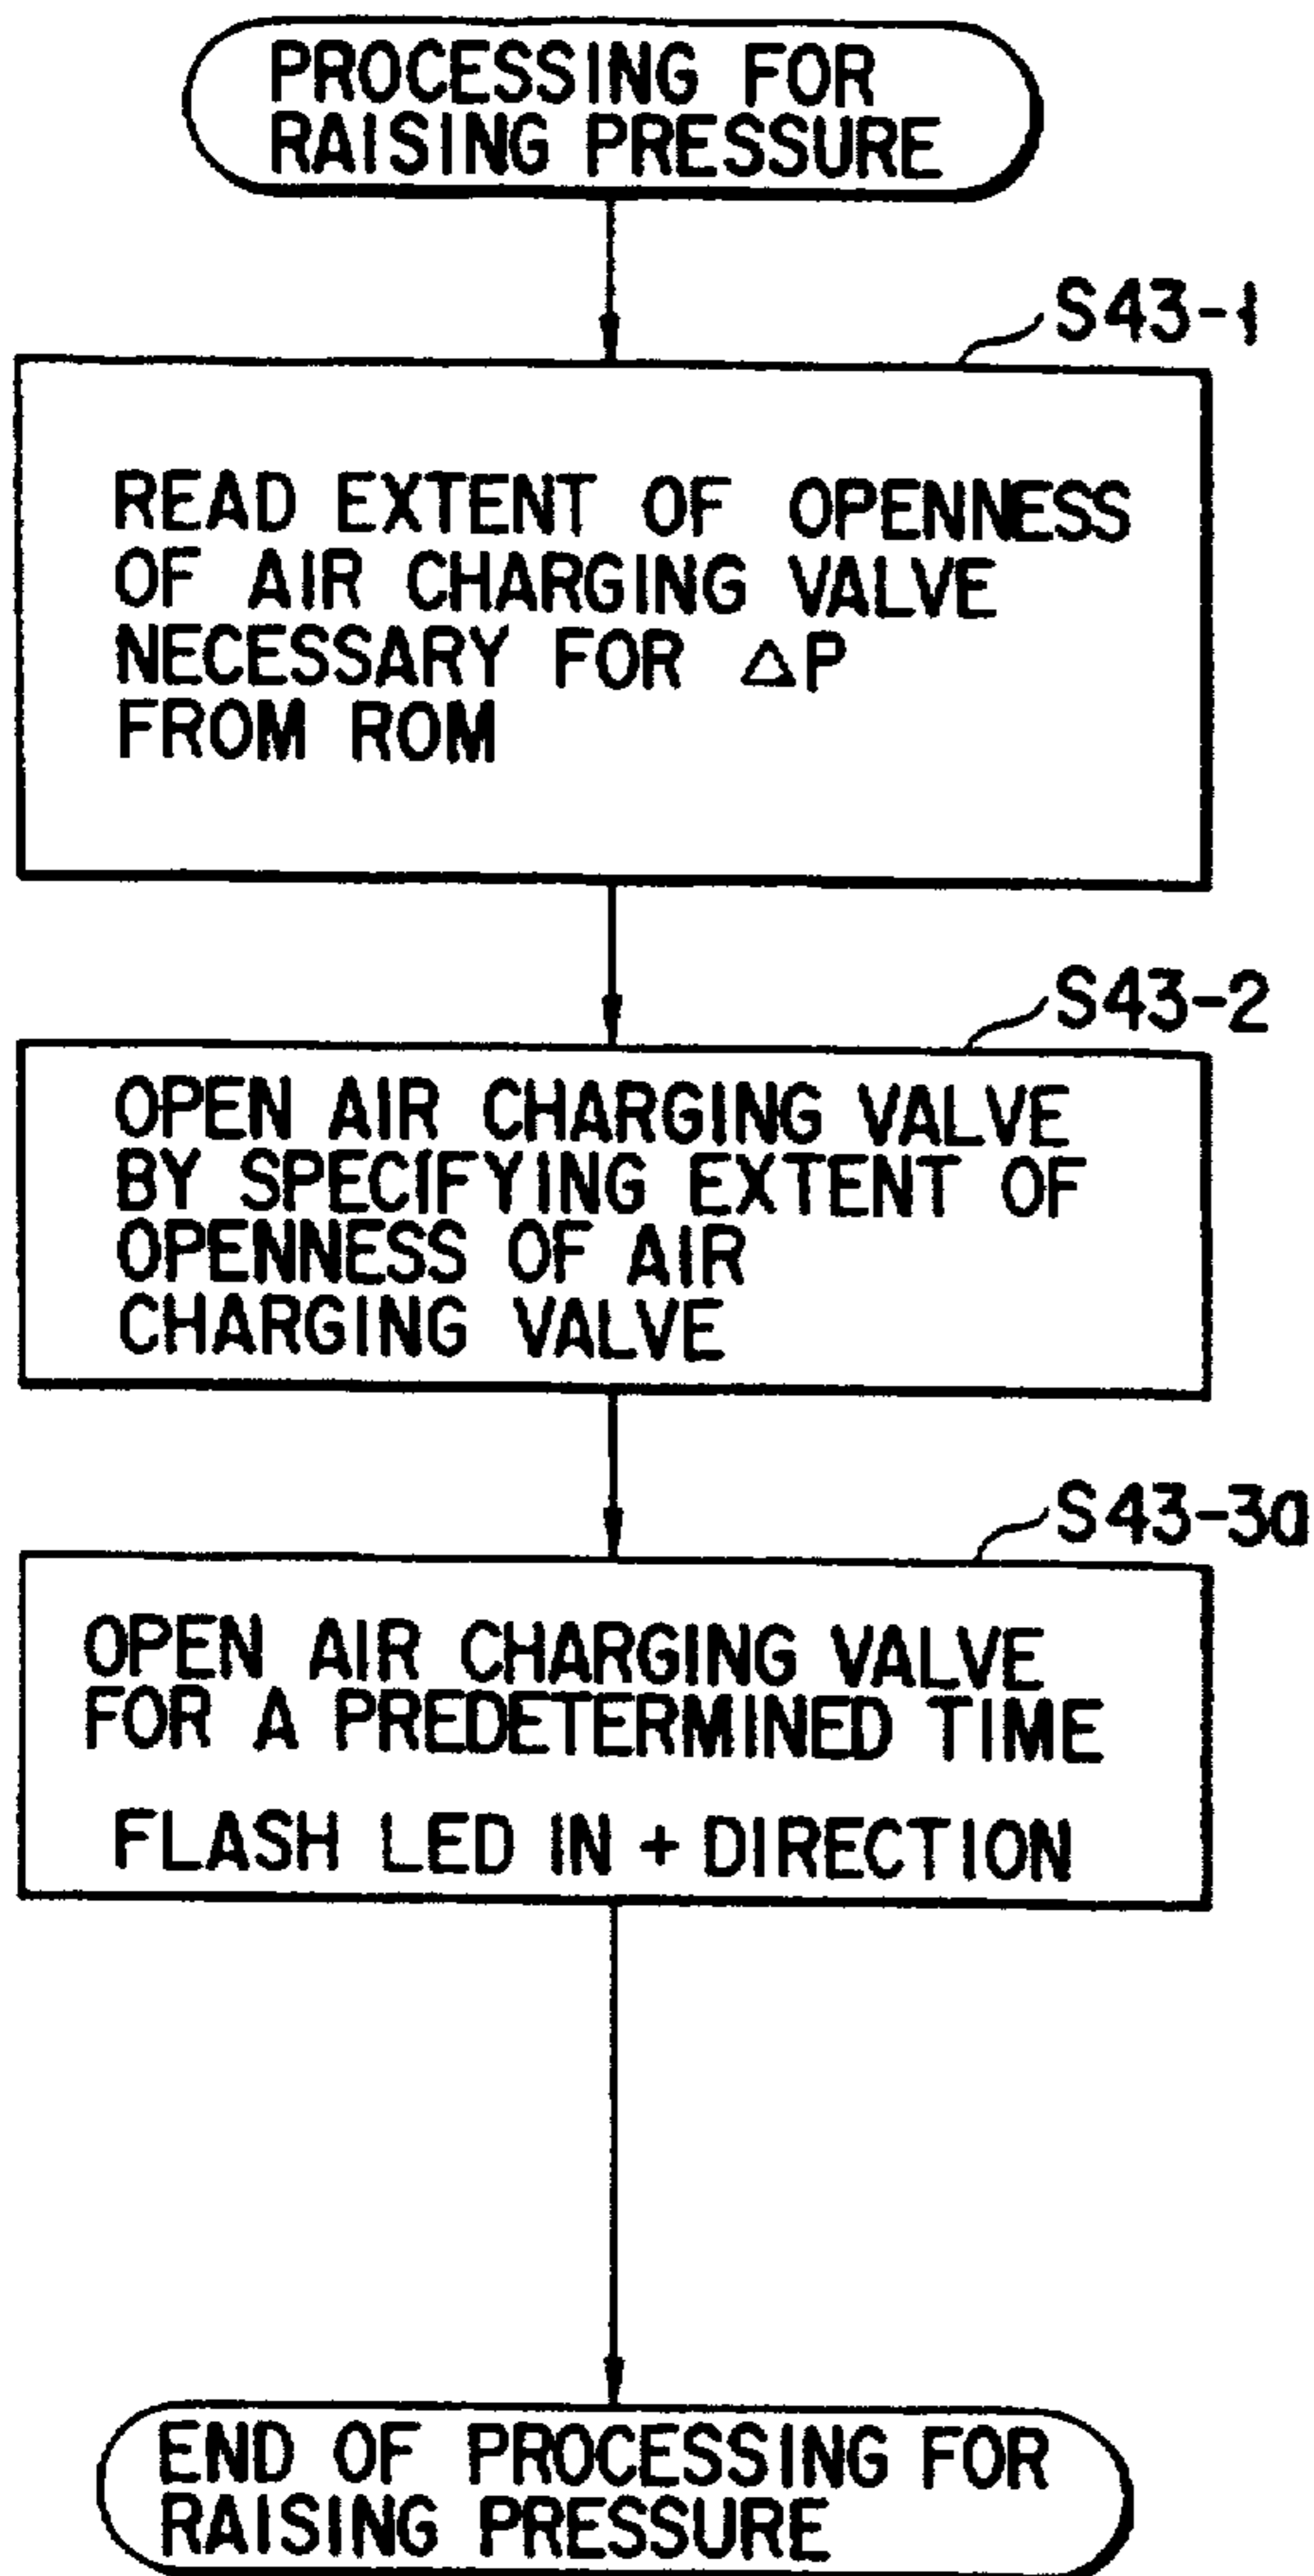 PROCESSING FOR
RAISING PRESSURE
S43-1
READ EXTENT OF OPENNESS
OF AIR CHARGING VALVE
NECESSARY FOR △P
FROM ROM
S43-2
OPEN AIR CHARGING VALVE
BY SPECIFYING EXTENT OF
OPENNESS OF AIR
CHARGING VALVE
S43-3a
OPEN AIR CHARGING VALVE
FOR A PREDETERMINED TIME
FLASH LED IN + DIRECTION
END OF PROCESSING FOR
RAISING PRESSURE